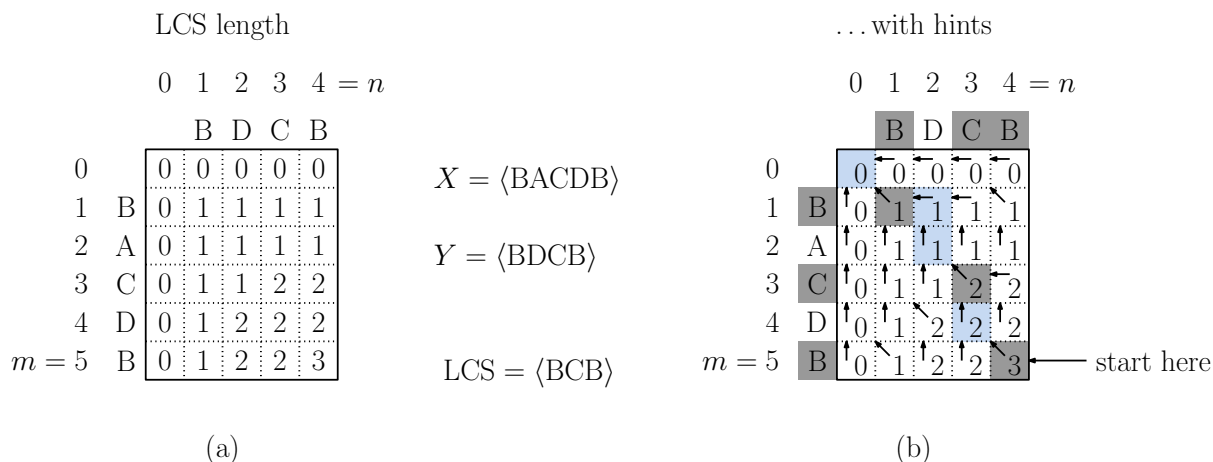 LCS length
0 1 2 3 4 = n
B D C B
0 0 0 0 0 0
1 B 0 1 1 1 1
2 A 0 1 1 1 1
3 C 0 1 1 2 2
4 D 0 1 2 2 2
m = 5 B 0 1 2 2 3
(a)
X = ⟨BACDB⟩
Y = ⟨BDCB⟩
LCS = ⟨BCB⟩
... with hints
0 1 2 3 4 = n
B D C B
0 0 0 0 0 0
1 B 0 1 1 1 1
2 A 0 1 1 1 1
3 C 0 1 1 2 2
4 D 0 1 2 2 2
m = 5 B 0 1 2 2 3 start here
(b)